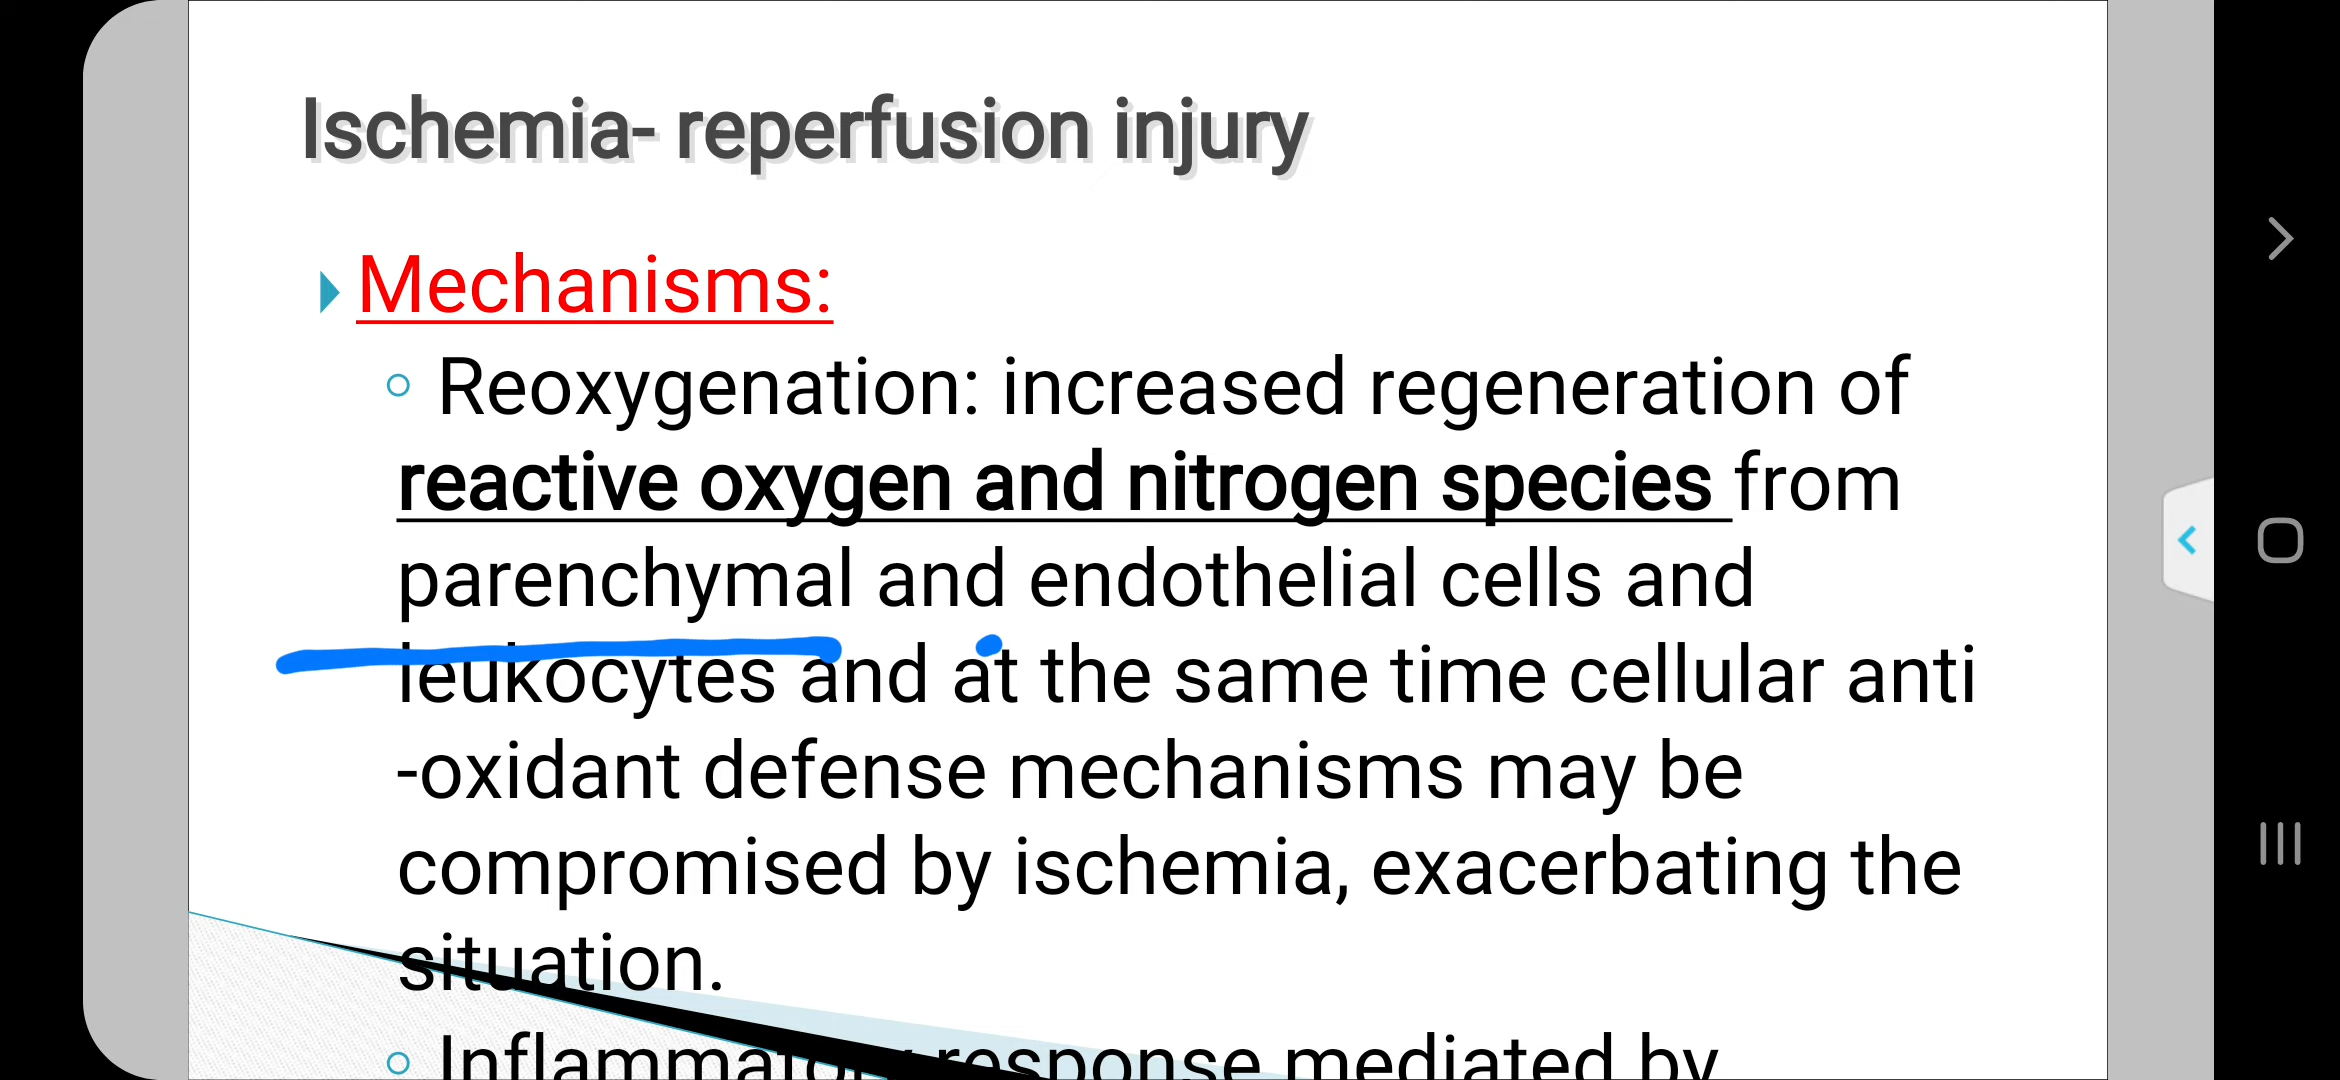 Ischemia- reperfusion injury
Mechanisms:
Reoxygenation: increased regeneration of
reactive oxygen and nitrogen species from
parenchymal and endothelial cells and
leukocytes and at the same time cellular anti
-oxidant defense mechanisms may be
compromised by ischemia, exacerbating the
situation.
Inflammatory response mediated by